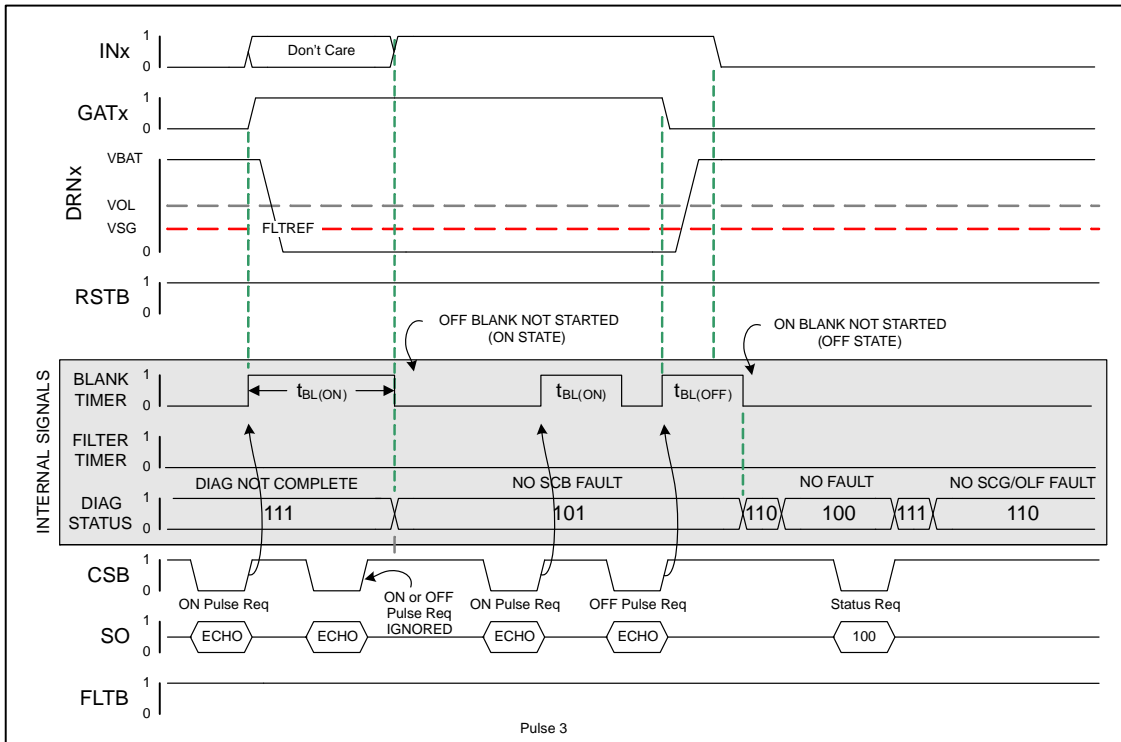 INx
1
0
Don't Care
GATx
1
0
DRNx
VBAT
VOL
VSG
0
FLTREF
RSTB
1
0
OFF BLANK NOT STARTED
(ON STATE)
ON BLANK NOT STARTED
(OFF STATE)
INTERNAL SIGNALS
BLANK
TIMER
1
0
tBL(ON)
tBL(ON)
tBL(OFF)
FILTER
TIMER
1
0
DIAG
STATUS
1
0
DIAG NOT COMPLETE
NO SCB FAULT
NO FAULT
NO SCG/OLF FAULT
111
101
110
100
111
110
CSB
1
0
ON Pulse Req
ON or OFF
Pulse Req
IGNORED
ON Pulse Req
OFF Pulse Req
Status Req
SO
1
0
ECHO
ECHO
ECHO
ECHO
100
FLTB
1
0
Pulse 3